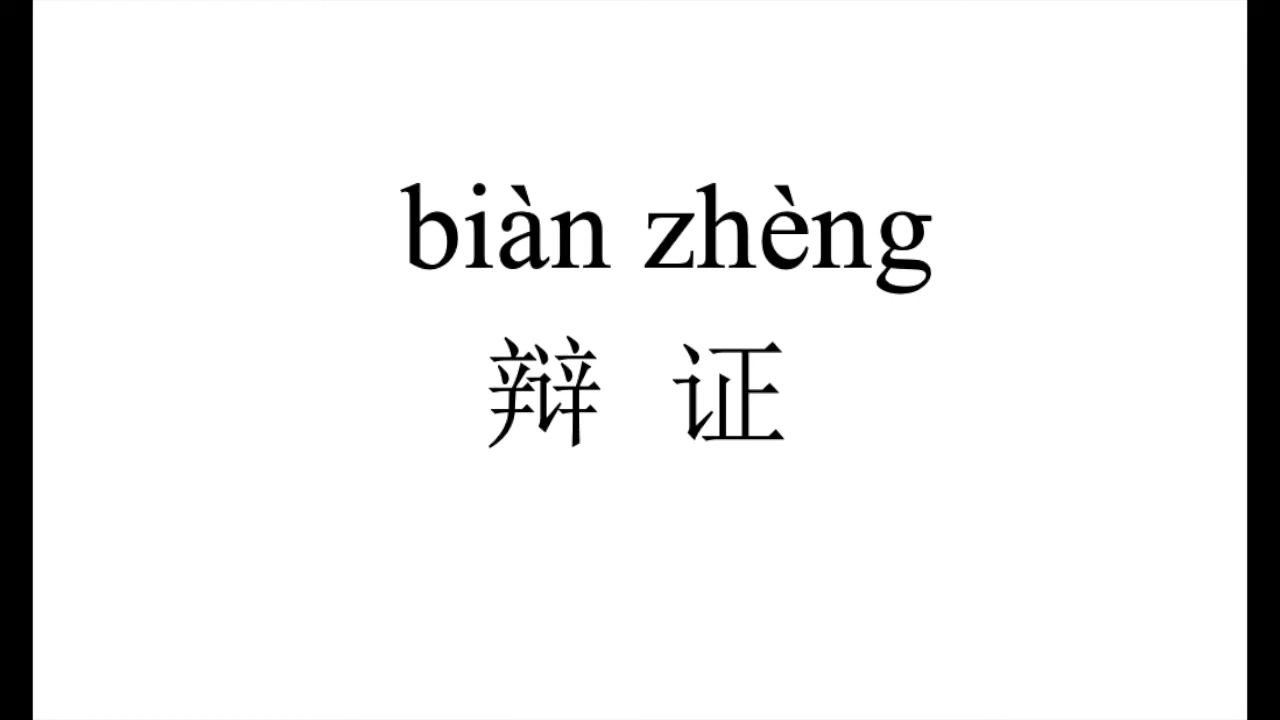 biàn zhèng
辩 证